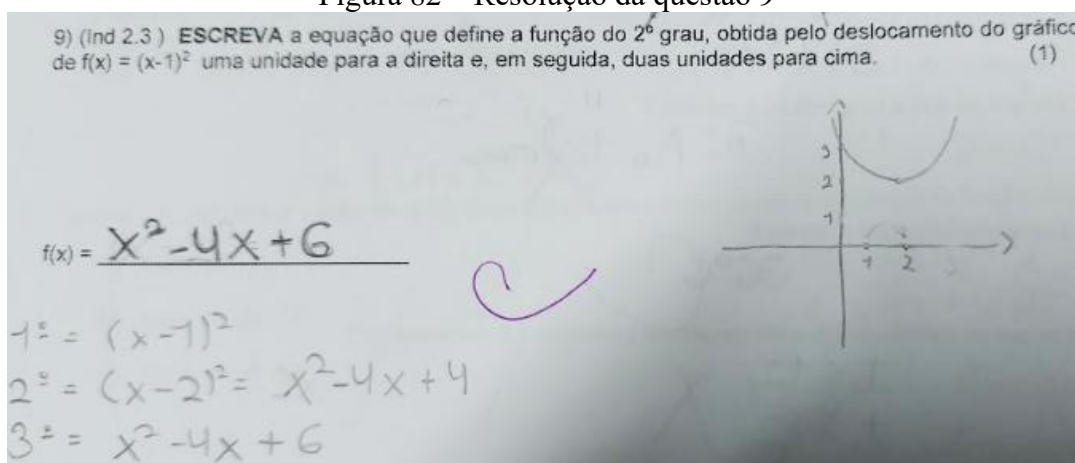 Figura 82 – Resolução da questão 9
9) (Ind 2.3 ) ESCREVA a equação que define a função do 2º grau, obtida pelo deslocamento do gráfico
de f(x) = (x-1)² uma unidade para a direita e, em seguida, duas unidades para cima. (1)
3
2
1
1 2
f(x) = x²-4x+6
1º = (x-1)²
2º = (x-2)² = x²-4x+4
3º = x²-4x+6